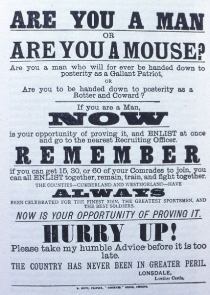 ARE YOU A MAN
OR
ARE YOU A MOUSE?
Are you a man who will for ever be handed down to
posterity as a Gallant Patriot,
OR
Are you to be handed down to posterity as a
Rotter and Coward?
If you are a Man,
NOW
is your opportunity of proving it, and ENLIST at once
and go to the nearest Recruiting Officer.
REMEMBER
if you can get 15, 30, or 60 of your Comrades to join, you
can all ENLIST together, remain, train, and fight together.
THE COUNTIES—CUMBERLAND AND WESTMORLAND—HAVE
ALWAYS
BEEN CELEBRATED FOR THE FINEST MEN, THE GREATEST SPORTSMEN, AND
THE BEST SOLDIERS.
NOW IS YOUR OPPORTUNITY OF PROVING IT.
HURRY UP!
Please take my humble Advice before it is too
late.
THE COUNTRY HAS NEVER BEEN IN GREATER PERIL
LONSDALE,
Lowther Castle.